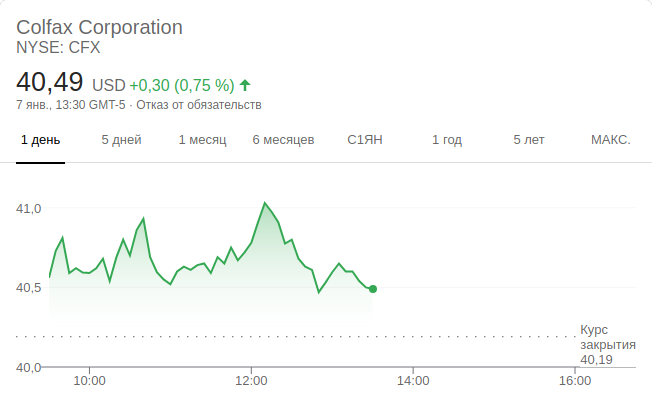 Colfax Corporation
NYSE: CFX
40,49 USD +0,30 (0,75 %)
7 янв., 13:30 GMT-5 · Отказ от обязательств
1 день 5 дней 1 месяц 6 месяцев С1ЯН 1 год 5 лет МАКС.
41,0
40,5
Курс
закрытия
40,19
40,0
10:00 12:00 14:00 16:00